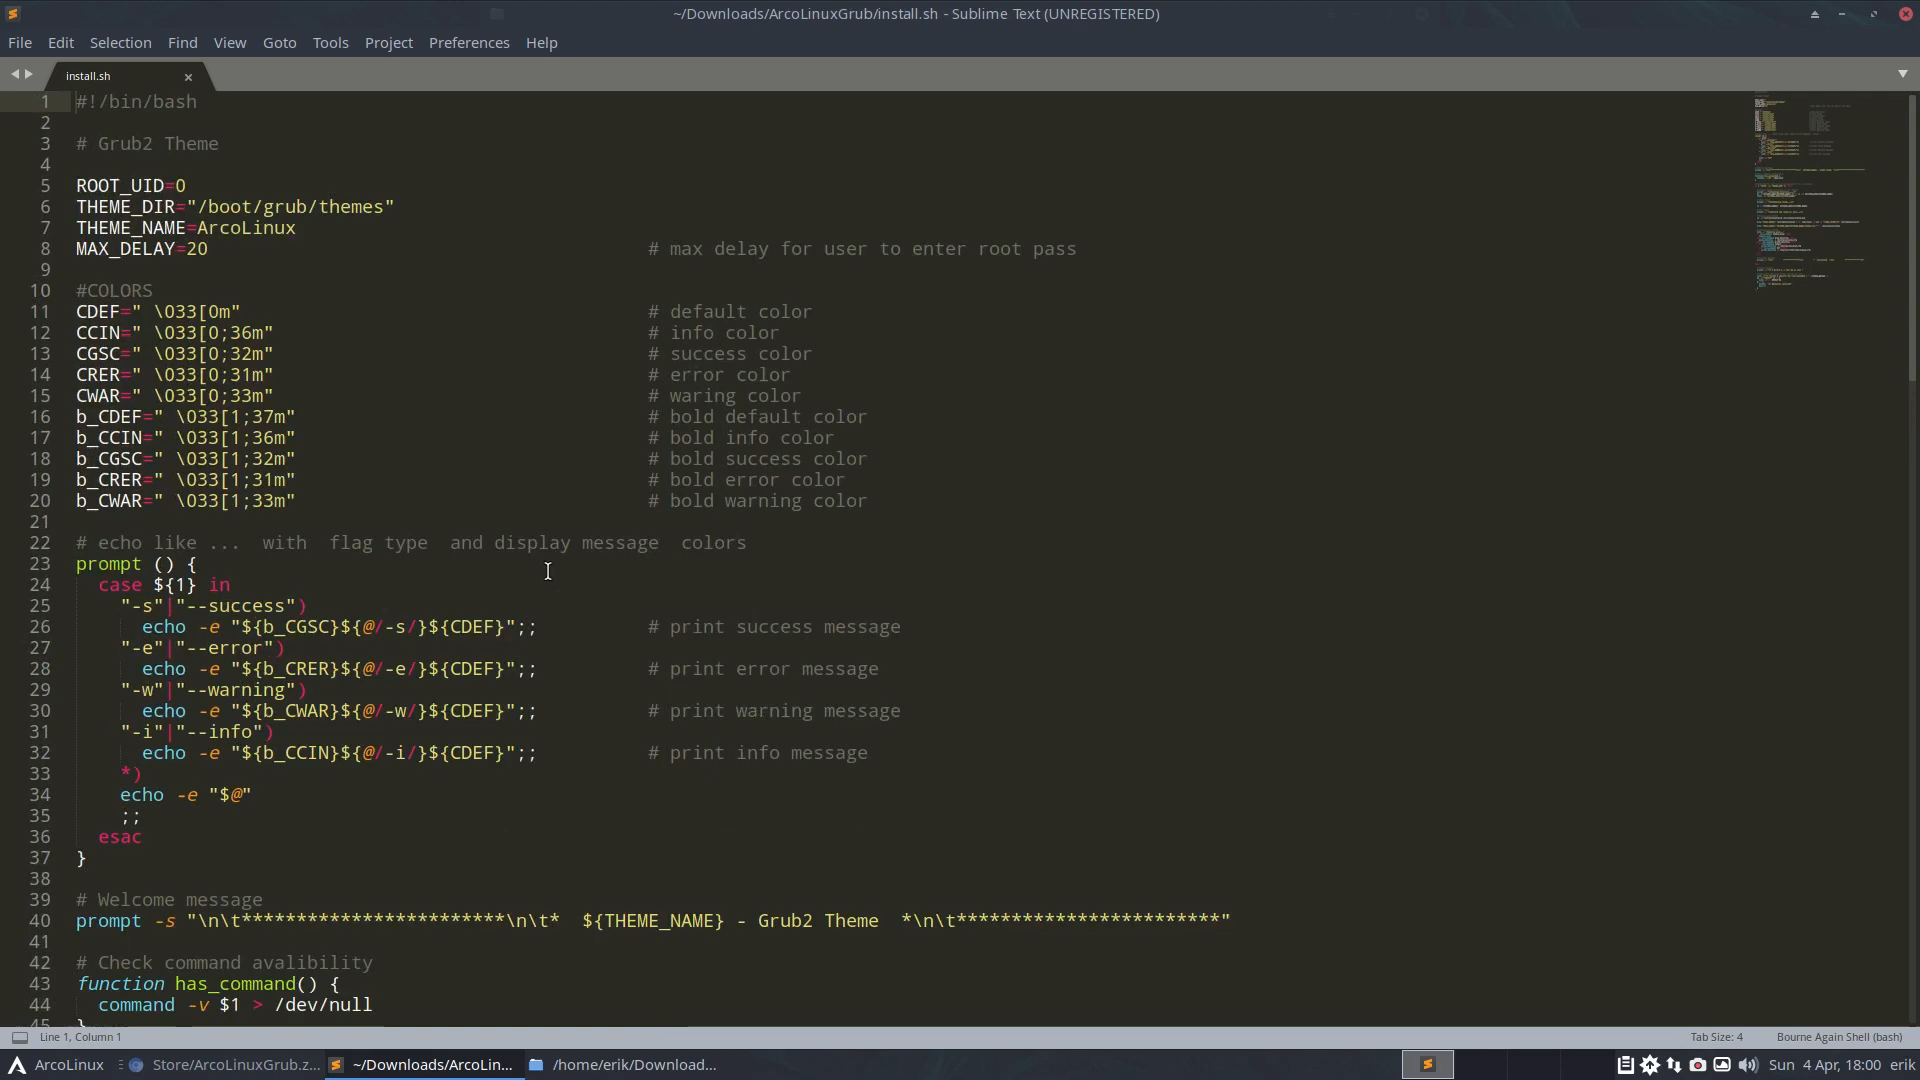 ~/Downloads/ArcoLinuxGrub/install.sh - Sublime Text (UNREGISTERED)
File Edit Selection Find View Goto Tools Project Preferences Help
install.sh
1 #!/bin/bash
2
3 # Grub2 Theme
4
5 ROOT_UID=0
6 THEME_DIR="/boot/grub/themes"
7 THEME_NAME=ArcoLinux
8 MAX_DELAY=20 # max delay for user to enter root pass
9
10 #COLORS
11 CDEF=" \033[0m" # default color
12 CCIN=" \033[0;36m" # info color
13 CGSC=" \033[0;32m" # success color
14 CRER=" \033[0;31m" # error color
15 CWAR=" \033[0;33m" # waring color
16 b_CDEF=" \033[1;37m" # bold default color
17 b_CCIN=" \033[1;36m" # bold info color
18 b_CGSC=" \033[1;32m" # bold success color
19 b_CRER=" \033[1;31m" # bold error color
20 b_CWAR=" \033[1;33m" # bold warning color
21
22 # echo like ... with flag type and display message colors
23 prompt () {
24 case ${1} in
25 "-s"|"--success")
26 echo -e "${b_CGSC}${@/-s/}${CDEF}";; # print success message
27 "-e"|"--error")
28 echo -e "${b_CRER}${@/-e/}${CDEF}";; # print error message
29 "-w"|"--warning")
30 echo -e "${b_CWAR}${@/-w/}${CDEF}";; # print warning message
31 "-i"|"--info")
32 echo -e "${b_CCIN}${@/-i/}${CDEF}";; # print info message
33 *)
34 echo -e "$@"
35 ;;
36 esac
37 }
38
39 # Welcome message
40 prompt -s "\n\t************************\n\t* ${THEME_NAME} - Grub2 Theme *\n\t************************"
41
42 # Check command avalibility
43 function has_command() {
44 command -v $1 > /dev/null
45 }
Line 1, Column 1 Tab Size: 4 Bourne Again Shell (bash)
ArcoLinux Store/ArcoLinuxGrub.z... ~/Downloads/ArcoLin... /home/erik/Download... Sun 4 Apr, 18:00 erik